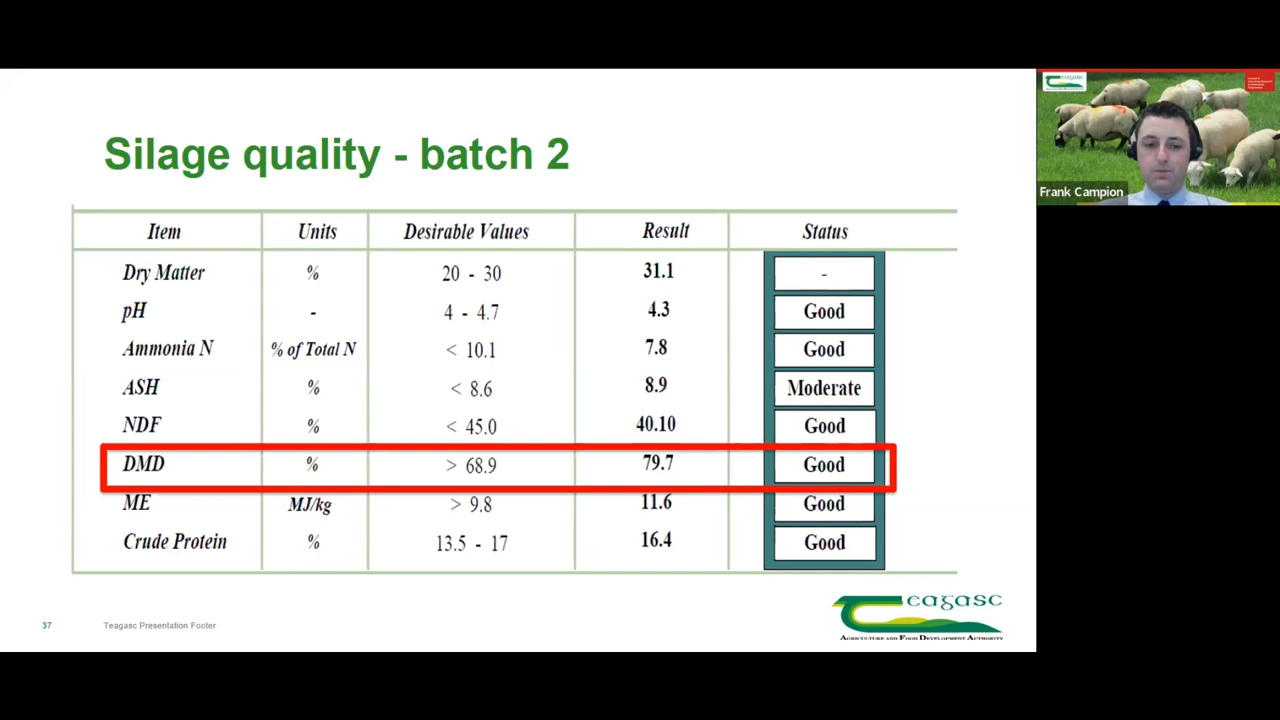 Silage quality - batch 2
Item Units Desirable Values Result Status
Dry Matter % 20 - 30 31.1 -
pH - 4 - 4.7 4.3 Good
Ammonia N % of Total N < 10.1 7.8 Good
ASH % < 8.6 8.9 Moderate
NDF % < 45.0 40.10 Good
DMD % > 68.9 79.7 Good
ME MJ/kg > 9.8 11.6 Good
Crude Protein % 13.5 - 17 16.4 Good
37 Teagasc Presentation Footer
Teagasc
AGRICULTURE AND FOOD DEVELOPMENT AUTHORITY
Teagasc
Frank Campion